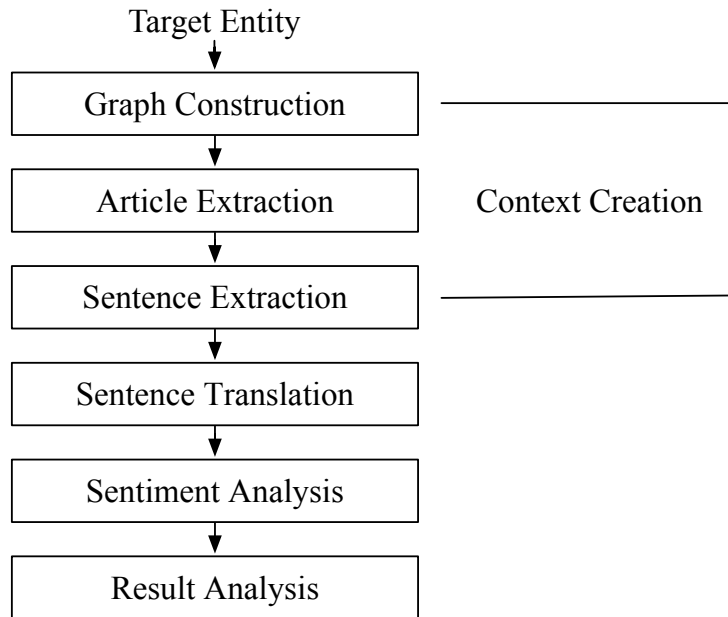 Target Entity
Graph Construction
Article Extraction
Context Creation
Sentence Extraction
Sentence Translation
Sentiment Analysis
Result Analysis